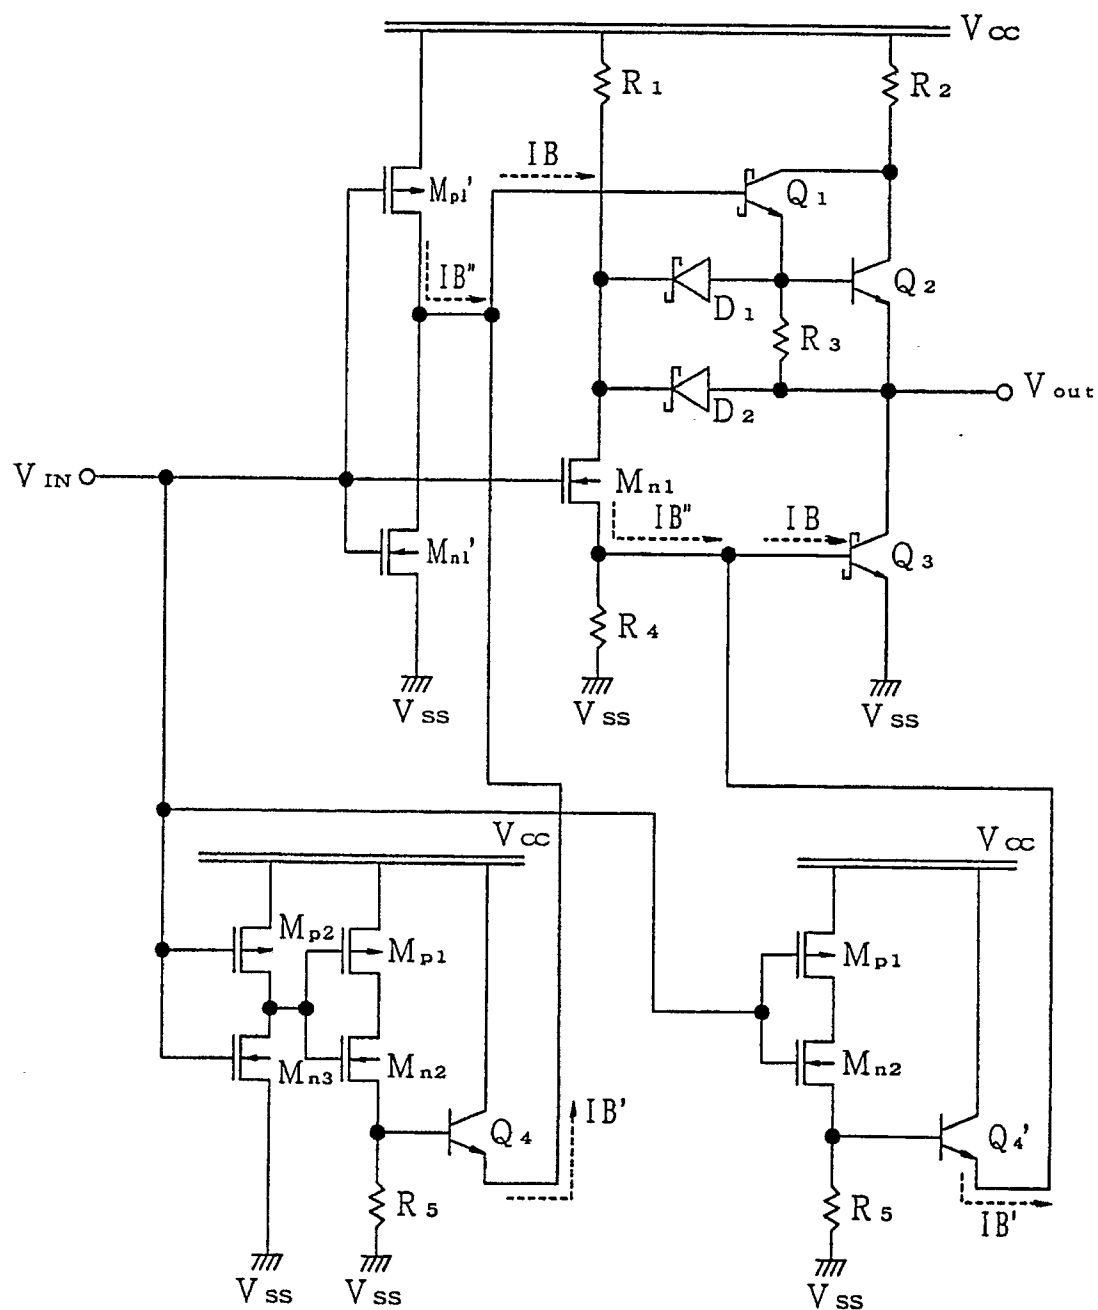 Vcc
R1
R2
IB
Mp1'
Q1
IB"
Q2
D1
R3
D2
Vout
VIN
Mn1
IB"
IB
Mn1'
Q3
R4
Vss
Vss
Vss
Vcc
Vcc
Mp2
Mp1
Mp1
Mn3
Mn2
Mn2
IB'
Q4
Q4'
R5
R5
IB'
Vss
Vss
Vss